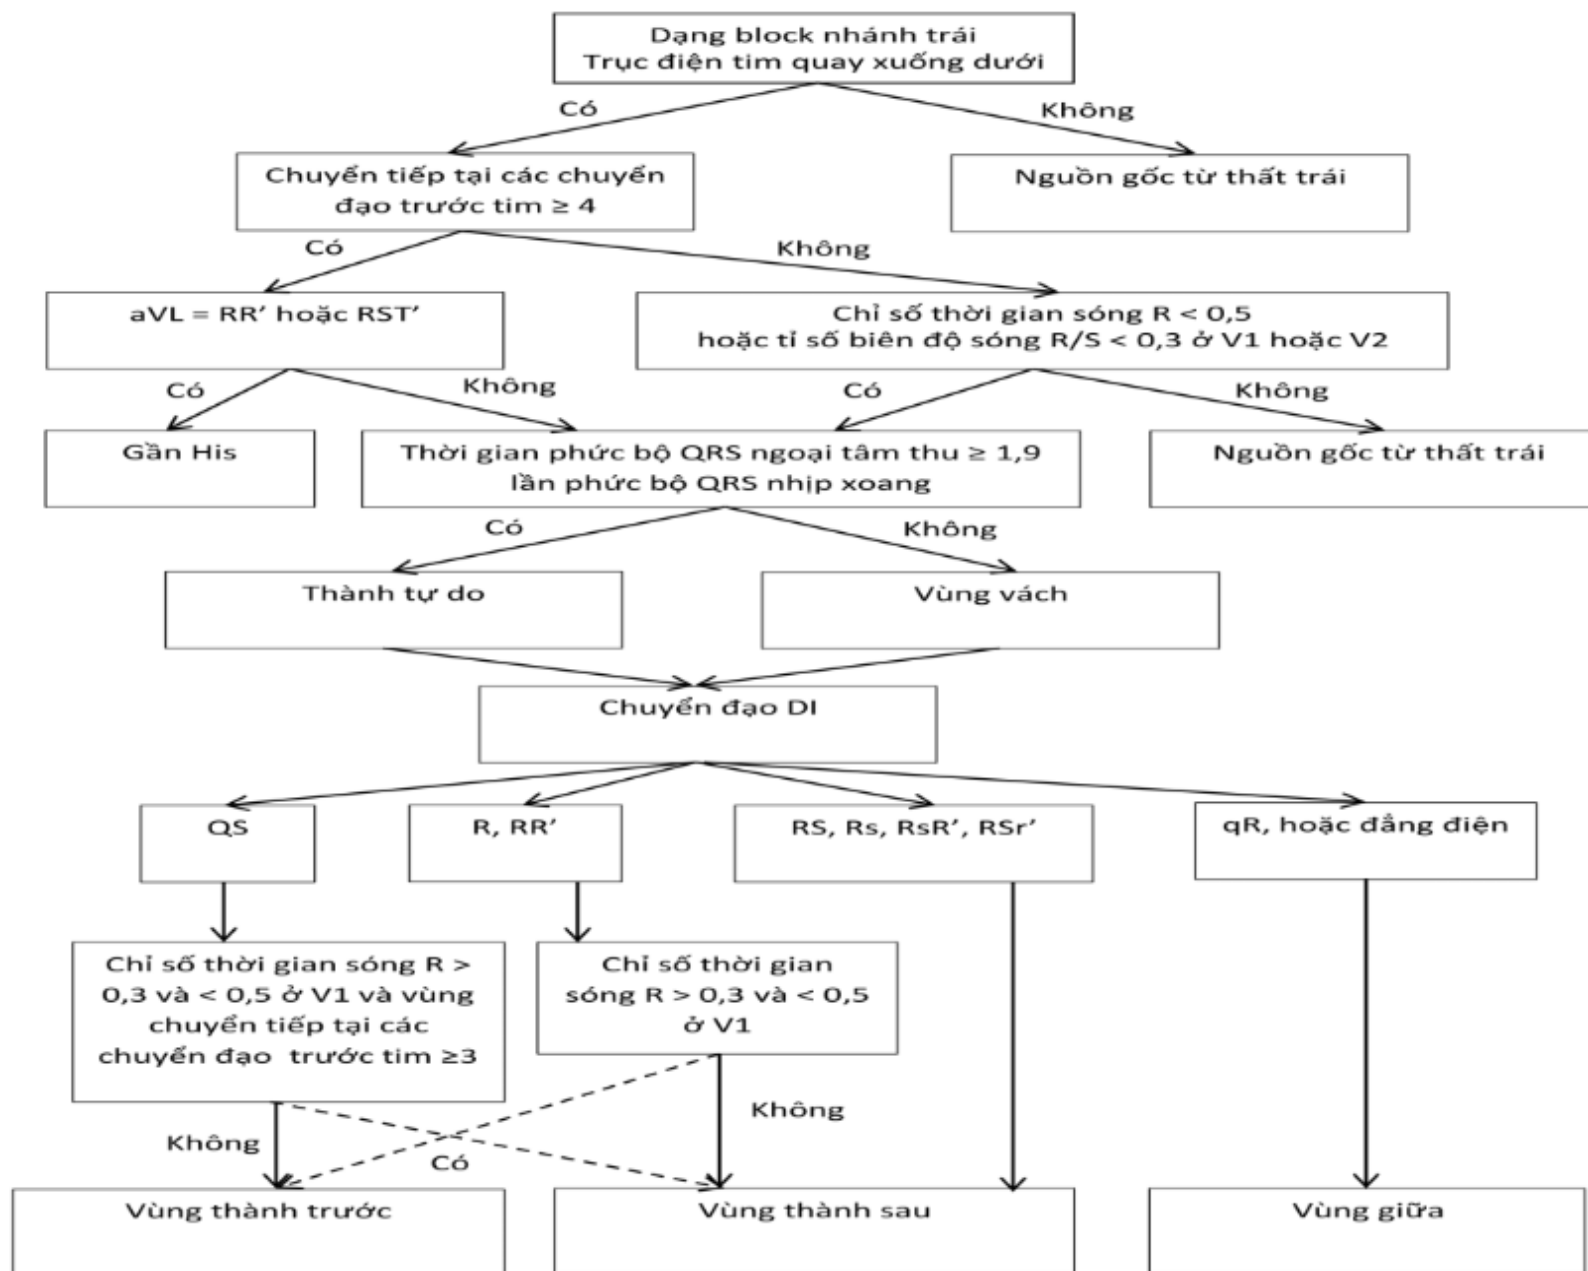 Dạng block nhánh trái
Trục điện tim quay xuống dưới
Có
Không
Chuyển tiếp tại các chuyển
đạo trước tim ≥ 4
Nguồn gốc từ thất trái
Có
Không
aVL = RR’ hoặc RST’
Chỉ số thời gian sóng R < 0,5
hoặc tỉ số biên độ sóng R/S < 0,3 ở V1 hoặc V2
Có
Không
Có
Không
Gần His
Thời gian phức bộ QRS ngoại tâm thu ≥ 1,9
lần phức bộ QRS nhịp xoang
Nguồn gốc từ thất trái
Có
Không
Thành tự do
Vùng vách
Chuyển đạo DI
QS
R, RR’
RS, Rs, RsR’, RSr’
qR, hoặc đẳng điện
Chỉ số thời gian sóng R >
0,3 và < 0,5 ở V1 và vùng
chuyển tiếp tại các
chuyển đạo trước tim ≥3
Chỉ số thời gian
sóng R > 0,3 và < 0,5
ở V1
Không
Có
Không
Vùng thành trước
Vùng thành sau
Vùng giữa